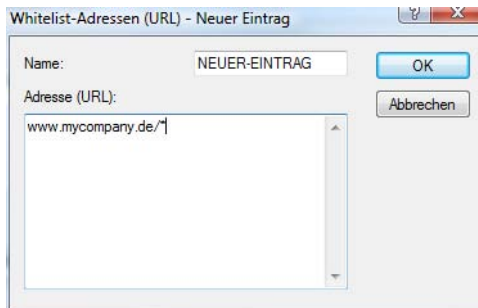 Whitelist-Adressen (URL) - Neuer Eintrag
Name: NEUER-EINTRAG OK
Adresse (URL): Abbrechen
www.mycompany.de/*